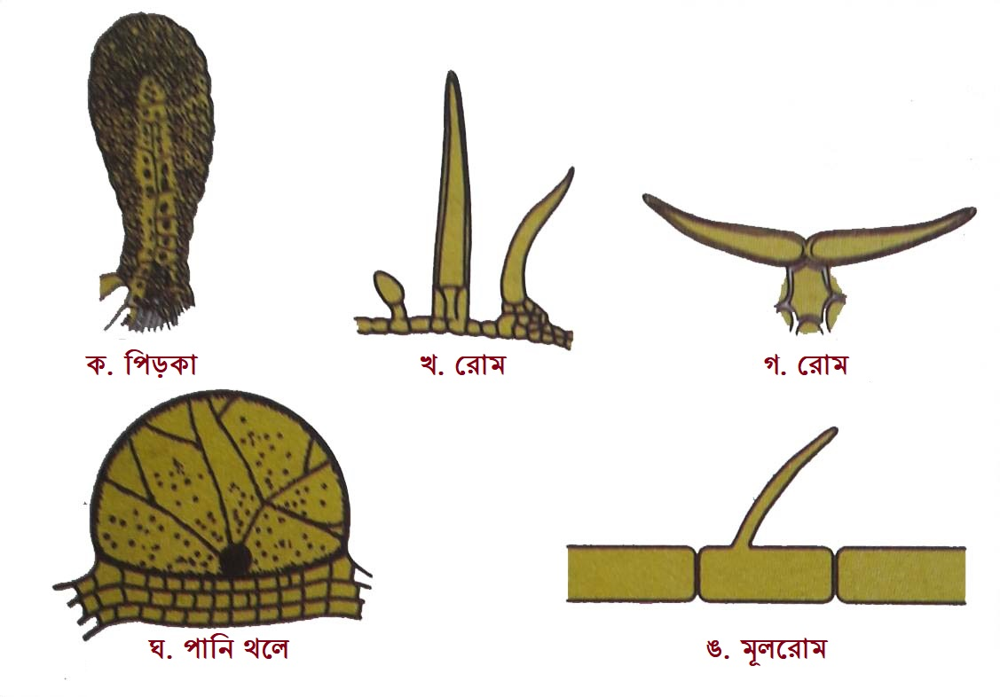 ক. পিড়কা
খ. রোম
গ. রোম
ঘ. পানি থলে
ঙ. মূলরোম